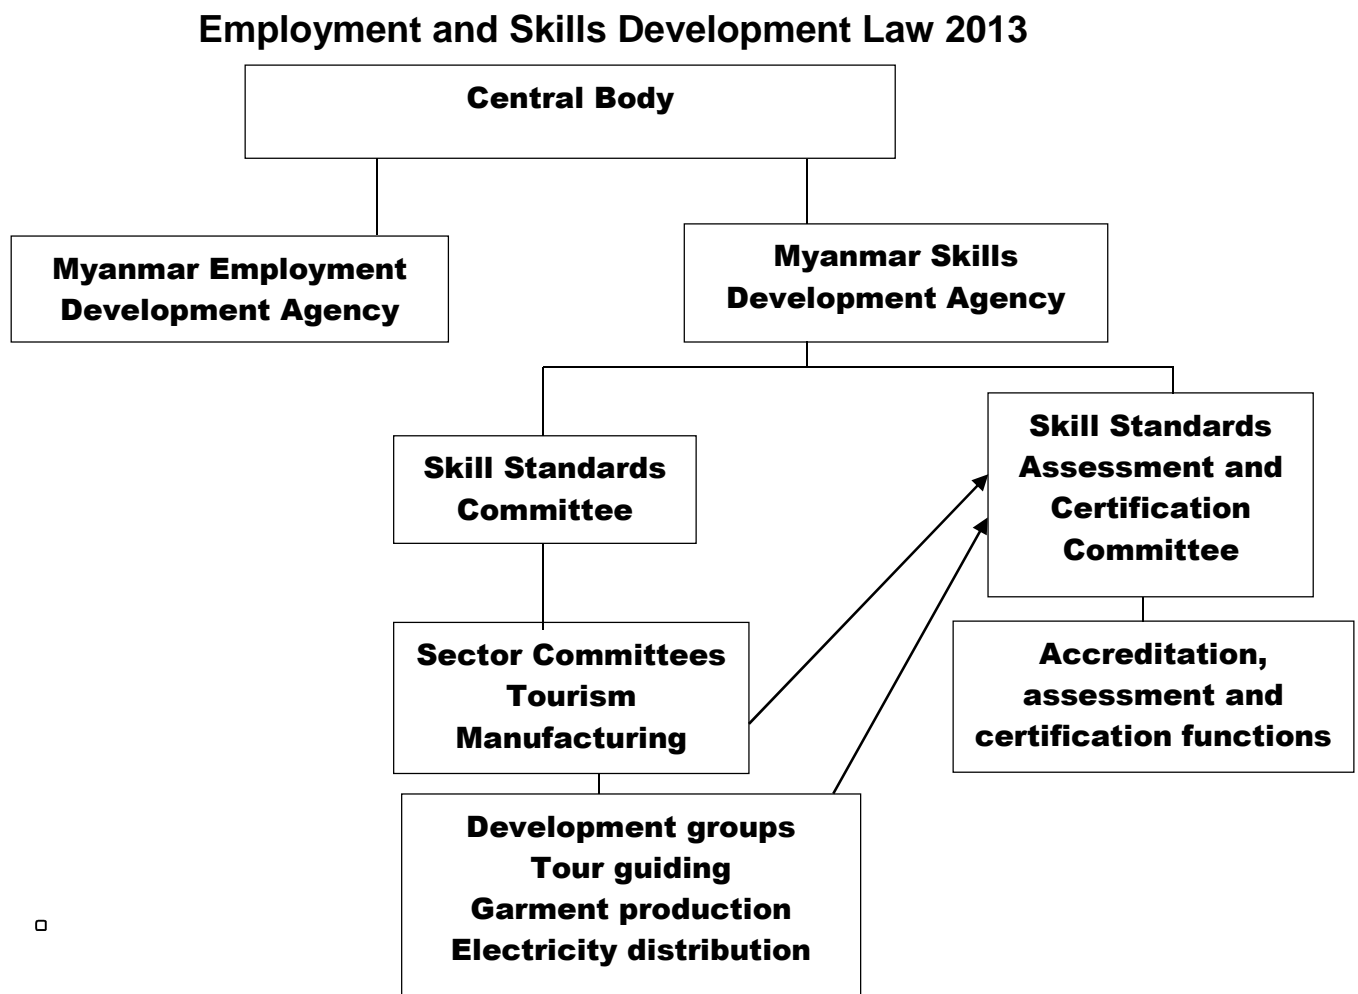 Employment and Skills Development Law 2013
Central Body
Myanmar Employment
Development Agency
Myanmar Skills
Development Agency
Skill Standards
Committee
Skill Standards
Assessment and
Certification
Committee
Sector Committees
Tourism
Manufacturing
Accreditation,
assessment and
certification functions
Development groups
Tour guiding
Garment production
Electricity distribution